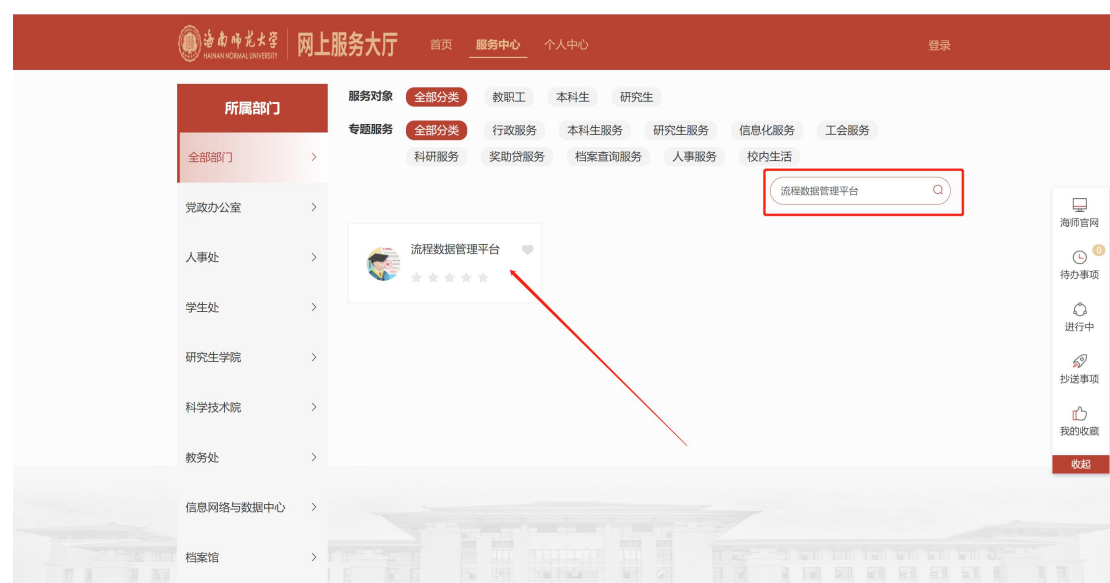 海南师范大学
HAINAN NORMAL UNIVERSITY
网上服务大厅
首页 服务中心 个人中心
登录
所属部门
全部部门
党政办公室
人事处
学生处
研究生学院
科学技术院
教务处
信息网络与数据中心
档案馆
服务对象 全部分类 教职工 本科生 研究生
专题服务 全部分类 行政服务 本科生服务 研究生服务 信息化服务 工会服务
科研服务 奖助贷服务 档案查询服务 人事服务 校内生活
流程数据管理平台
流程数据管理平台
海师官网
0
待办事项
进行中
抄送事项
我的收藏
收起